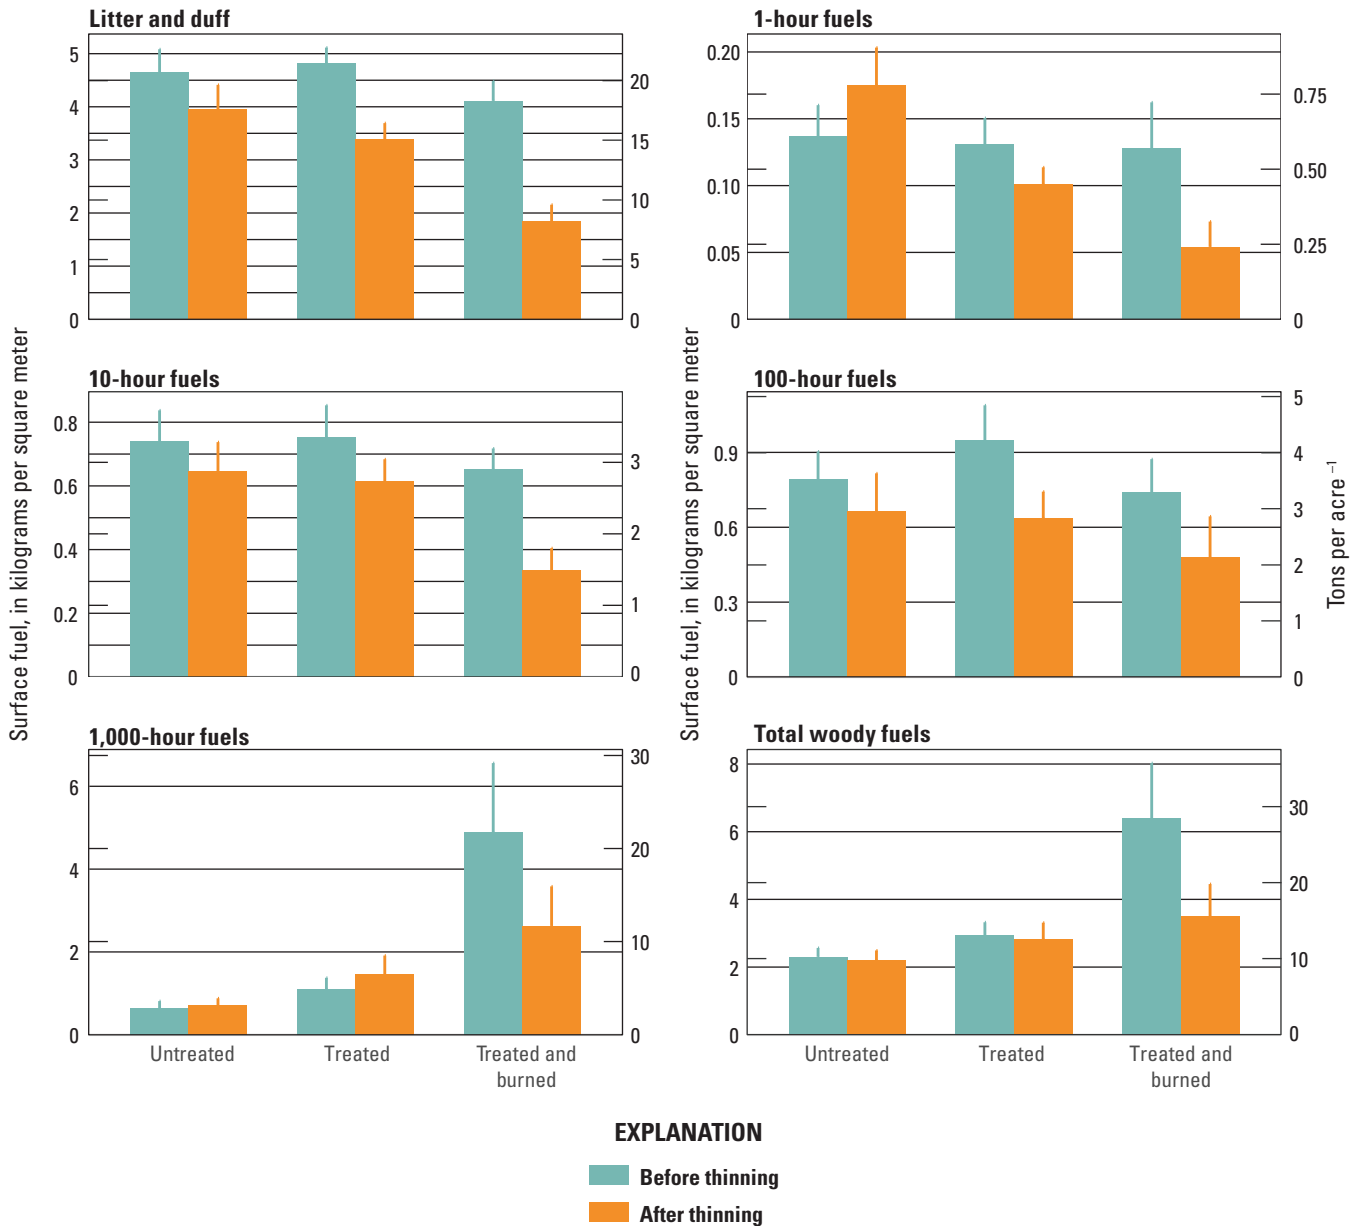 Litter and duff
5
4
3
2
1
0
20
15
10
5
0
1-hour fuels
0.20
0.15
0.10
0.05
0
0.75
0.50
0.25
0
Surface fuel, in kilograms per square meter
10-hour fuels
0.8
0.6
0.4
0.2
0
3
2
1
0
Surface fuel, in kilograms per square meter
100-hour fuels
0.9
0.6
0.3
0
5
4
3
2
1
0
Tons per acre⁻¹
1,000-hour fuels
6
4
2
0
30
20
10
0
Untreated
Treated
Treated and
burned
Total woody fuels
8
6
4
2
0
30
20
10
0
Untreated
Treated
Treated and
burned
EXPLANATION
Before thinning
After thinning